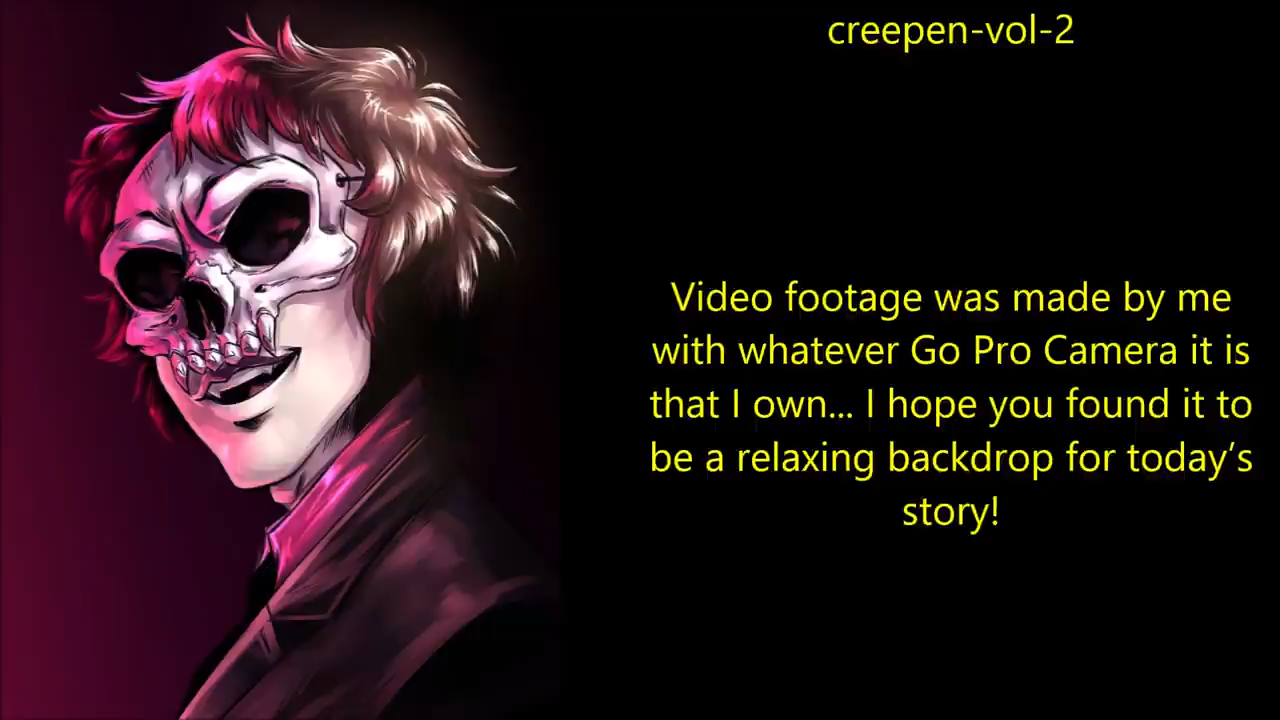 creepen-vol-2
Video footage was made by me
with whatever Go Pro Camera it is
that I own... I hope you found it to
be a relaxing backdrop for today’s
story!